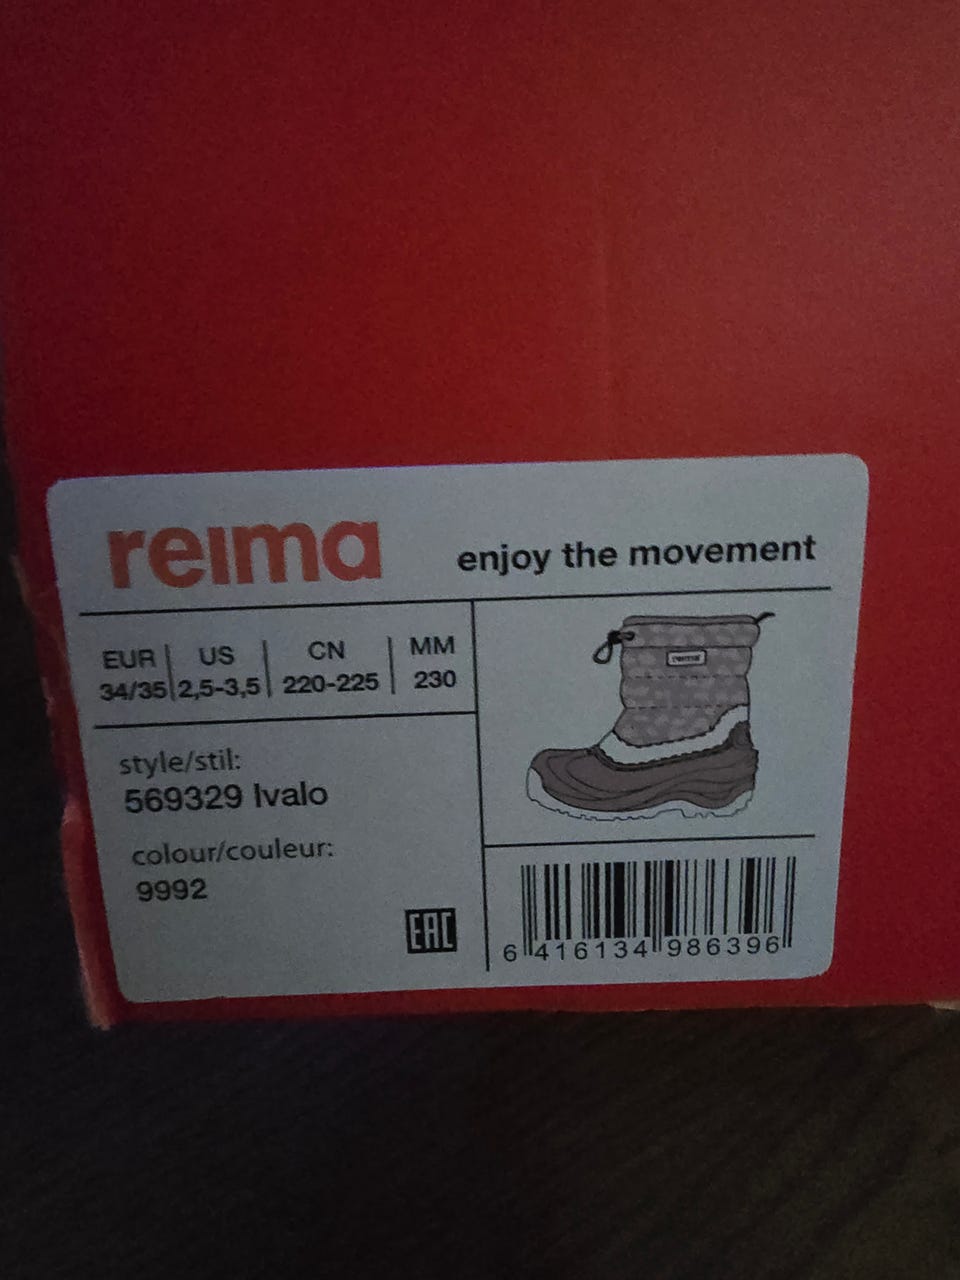 reima
enjoy the movement
EUR US CN MM
34/35 2,5-3,5 220-225 230
reima
style/stil:
569329 Ivalo
colour/couleur:
9992
EAC
6 416134 986396